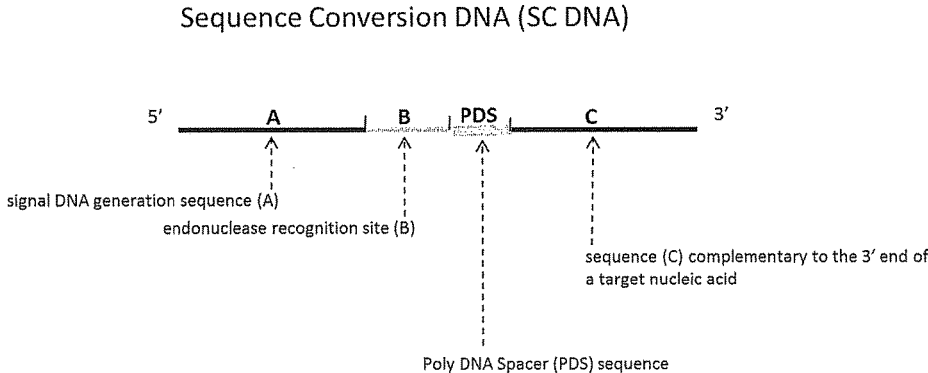 Sequence Conversion DNA (SC DNA)
5' A B PDS C 3'
signal DNA generation sequence (A)
endonuclease recognition site (B)
sequence (C) complementary to the 3' end of
a target nucleic acid
Poly DNA Spacer (PDS) sequence